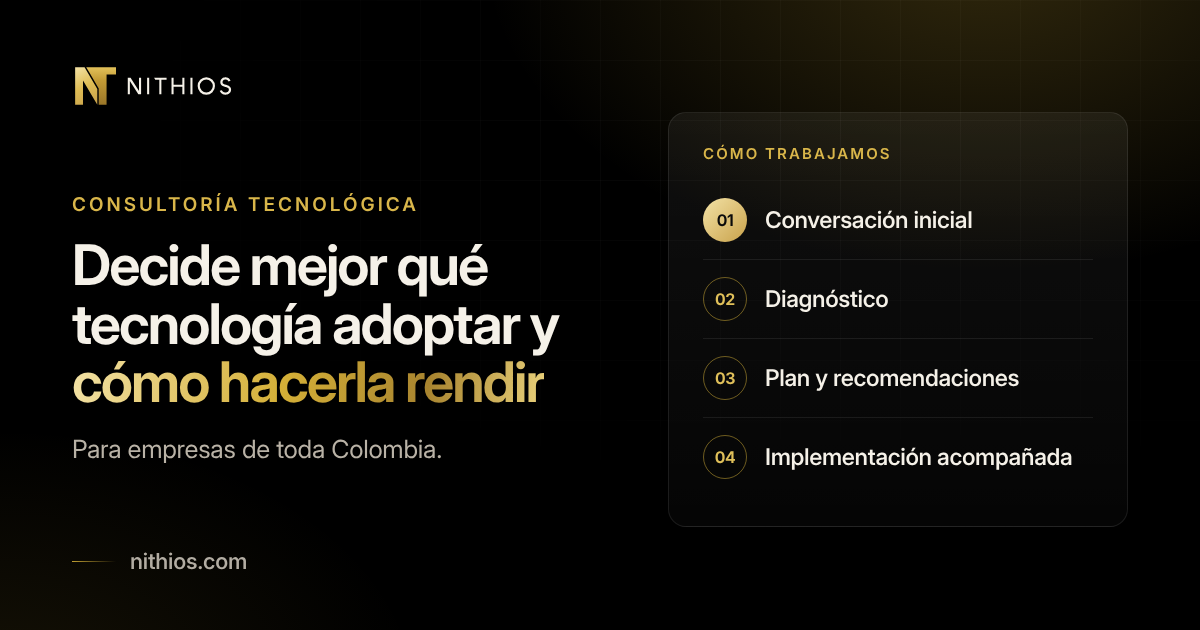 NITHIOS
CONSULTORÍA TECNOLÓGICA
Decide mejor qué
tecnología adoptar y
cómo hacerla rendir
Para empresas de toda Colombia.
nithios.com
CÓMO TRABAJAMOS
01 Conversación inicial
02 Diagnóstico
03 Plan y recomendaciones
04 Implementación acompañada